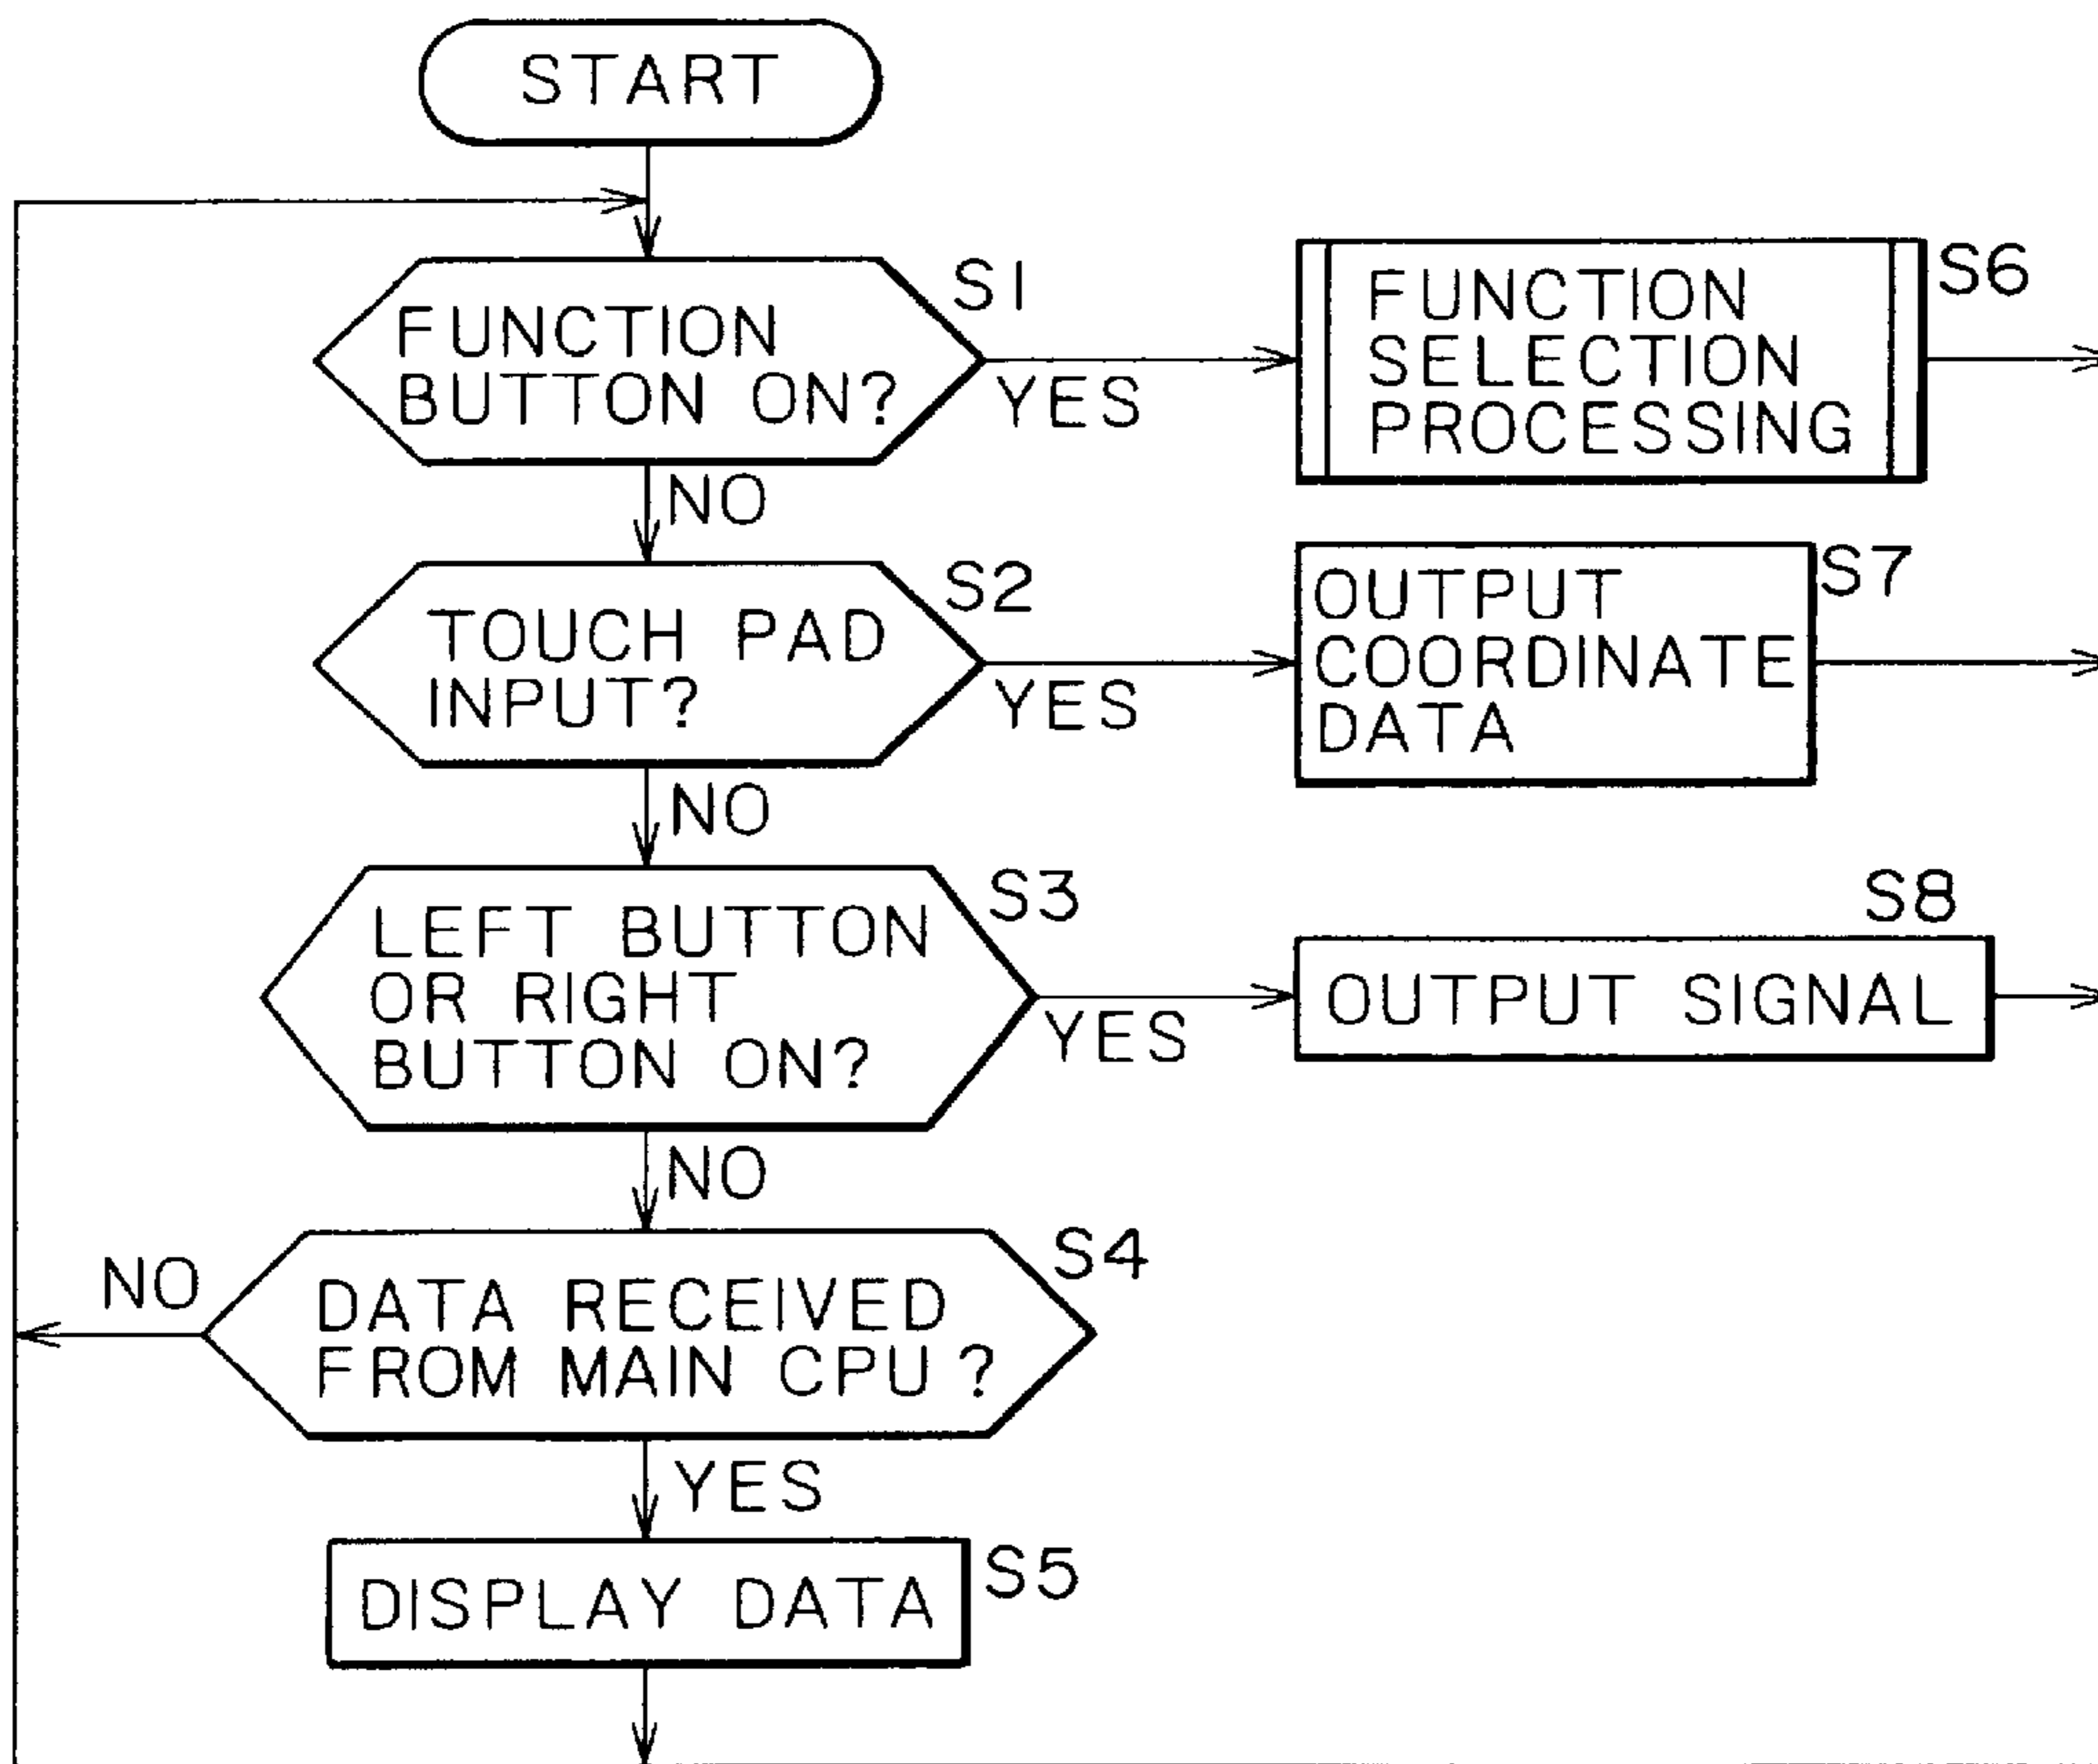 START
FUNCTION
BUTTON ON?
S1
YES
FUNCTION
SELECTION
PROCESSING
S6
NO
TOUCH PAD
INPUT?
S2
YES
OUTPUT
COORDINATE
DATA
S7
NO
LEFT BUTTON
OR RIGHT
BUTTON ON?
S3
YES
OUTPUT SIGNAL
S8
NO
DATA RECEIVED
FROM MAIN CPU ?
S4
NO
YES
DISPLAY DATA
S5